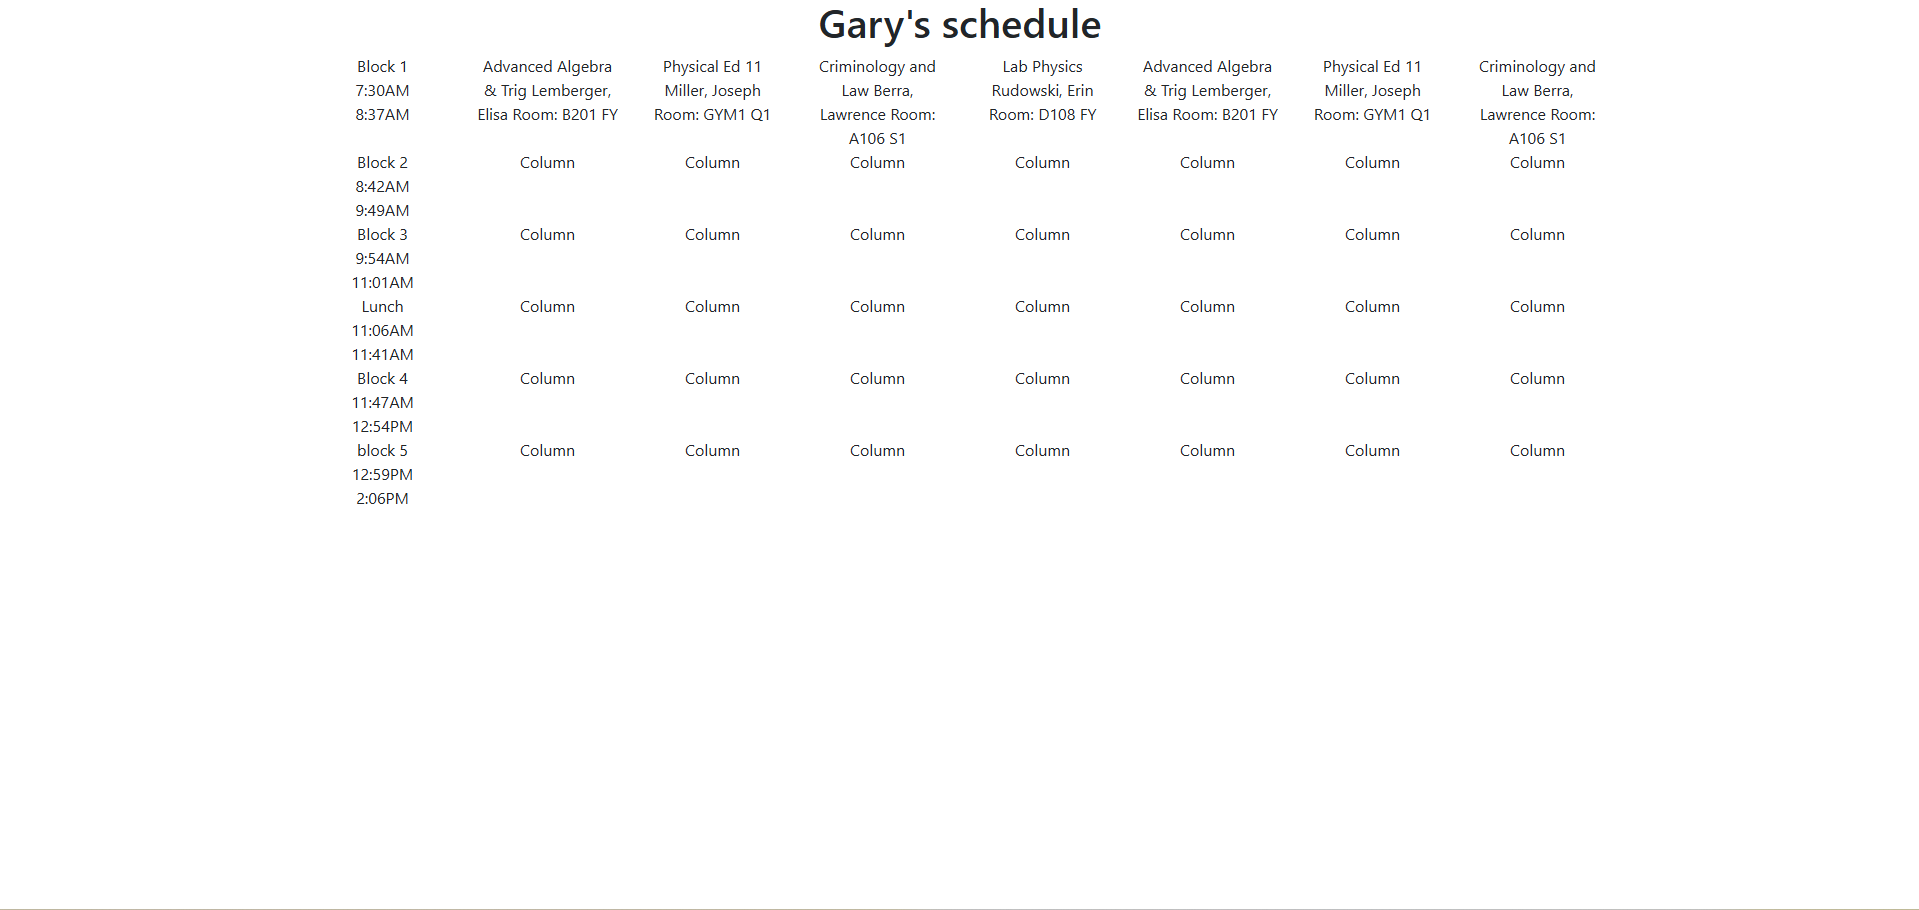 Gary's schedule
Block 1 Advanced Algebra Physical Ed 11 Criminology and Lab Physics Advanced Algebra Physical Ed 11 Criminology and
7:30AM & Trig Lemberger, Miller, Joseph Law Berra, Rudowski, Erin & Trig Lemberger, Miller, Joseph Law Berra,
8:37AM Elisa Room: B201 FY Room: GYM1 Q1 Lawrence Room: Room: D108 FY Elisa Room: B201 FY Room: GYM1 Q1 Lawrence Room:
A106 S1 A106 S1
Block 2 Column Column Column Column Column Column Column
8:42AM
9:49AM
Block 3 Column Column Column Column Column Column Column
9:54AM
11:01AM
Lunch Column Column Column Column Column Column Column
11:06AM
11:41AM
Block 4 Column Column Column Column Column Column Column
11:47AM
12:54PM
block 5 Column Column Column Column Column Column Column
12:59PM
2:06PM